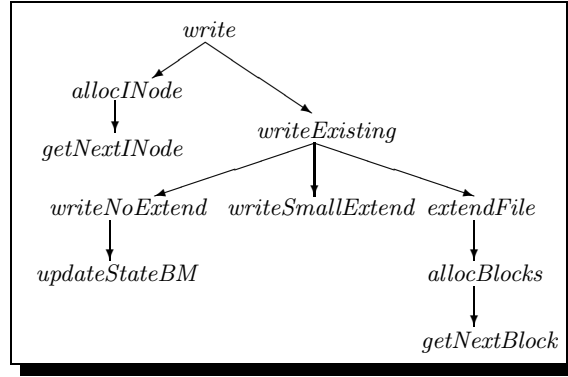 write
allocINode
writeExisting
getNextINode
writeNoExtend writeSmallExtend extendFile
updateStateBM allocBlocks
getNextBlock